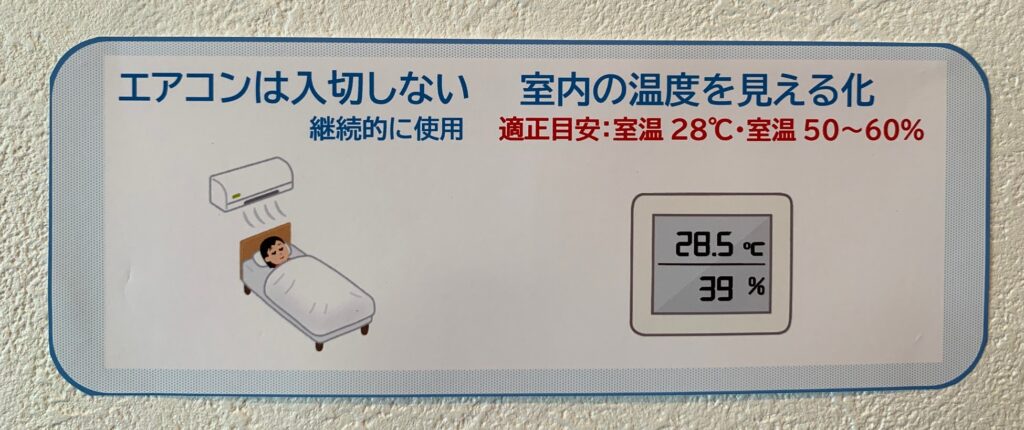 エアコンは入切しない
継続的に使用
室内の温度を見える化
適正目安：室温 28℃・室温 50〜60%
28.5 ℃
39 %